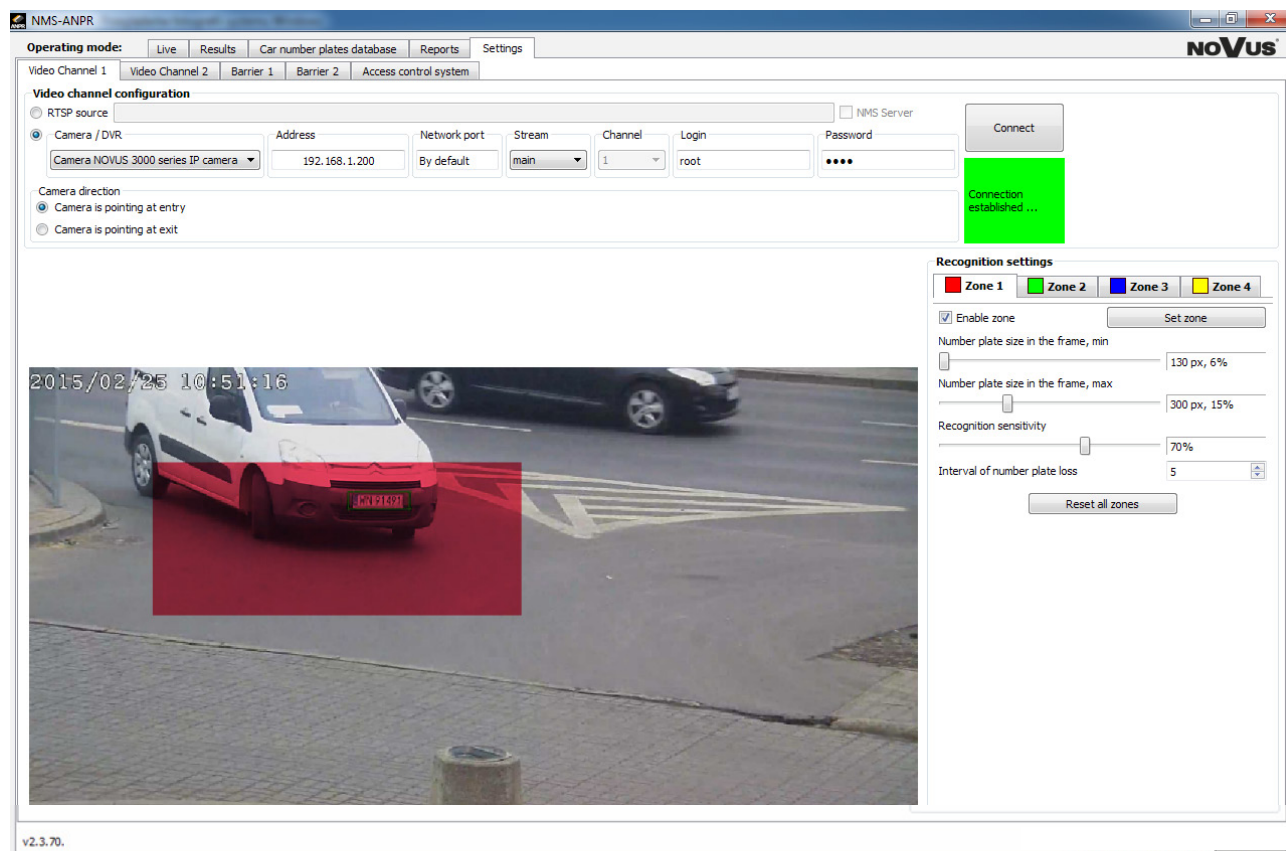 NMS-ANPR
Operating mode: Live Results Car number plates database Reports Settings NOVUS
Video Channel 1 Video Channel 2 Barrier 1 Barrier 2 Access control system
Video channel configuration
RTSP source NMS Server
Connect
Camera / DVR Address Network port Stream Channel Login Password
Camera NOVUS 3000 series IP camera 192.168.1.200 By default main 1 root ••••
Connection
established ...
Camera direction
Camera is pointing at entry
Camera is pointing at exit
Recognition settings
Zone 1 Zone 2 Zone 3 Zone 4
Enable zone Set zone
Number plate size in the frame, min
130 px, 6%
Number plate size in the frame, max
300 px, 15%
Recognition sensitivity
70%
Interval of number plate loss 5
Reset all zones
2015/02/25 10:51:16
v2.3.70.